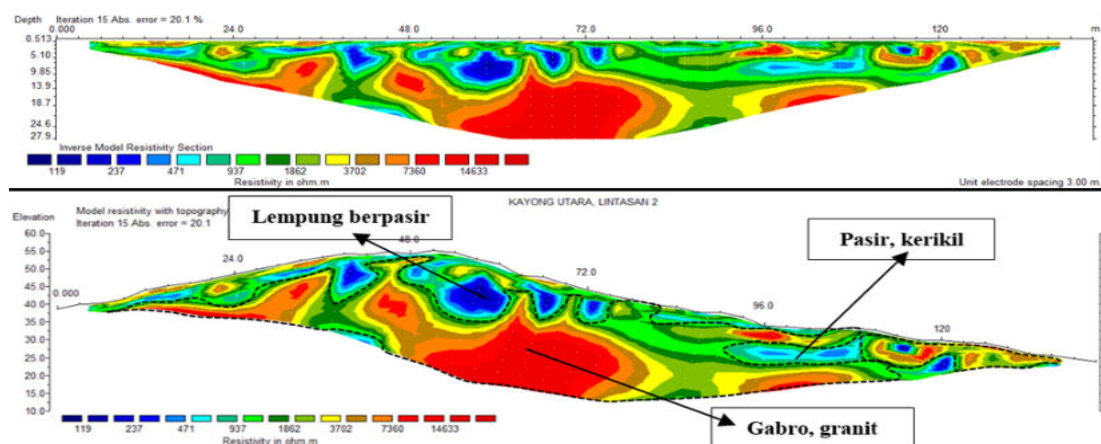 Depth Iteration 15 Abs. error = 20.1 %
0.000 24.0 48.0 72.0 96.0 120 m.
0.513
5.10
9.85
13.9
18.7
24.6
27.9
Inverse Model Resistivity Section
119 237 471 937 1862 3702 7360 14633
Resistivity in ohm.m
Unit electrode spacing 3.00 m.
KAYONG UTARA, LINTASAN 2
Elevation Model resistivity with topography
Iteration 15 Abs. error = 20.1
Lempung berpasir
Pasir, kerikil
60.0
55.0
50.0
45.0
40.0
35.0
30.0
25.0
20.0
15.0
10.0
0.000 24.0 48.0 72.0 96.0 120
Gabro, granit
119 237 471 937 1862 3702 7360 14633
Resistivity in ohm.m